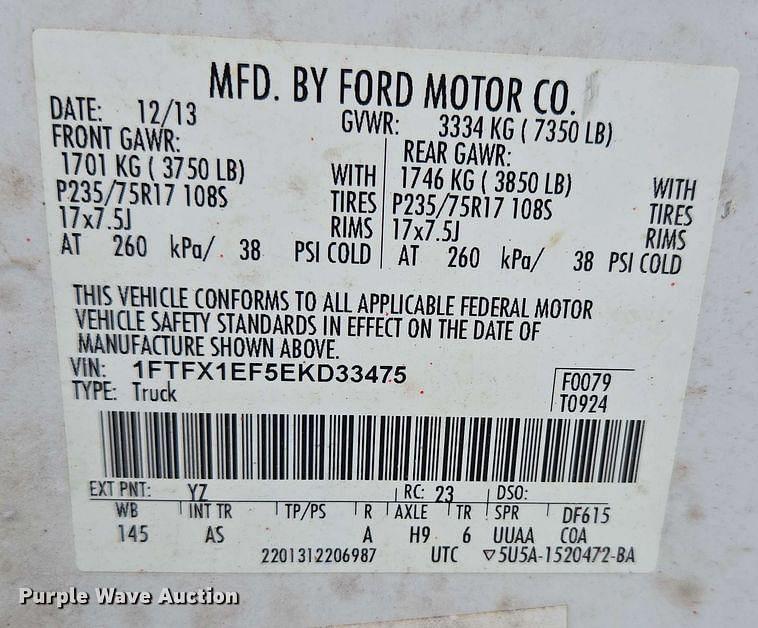 MFD. BY FORD MOTOR CO.
DATE: 12/13 GVWR: 3334 KG ( 7350 LB)
FRONT GAWR: REAR GAWR:
1701 KG ( 3750 LB) WITH 1746 KG ( 3850 LB) WITH
P235/75R17 108S TIRES P235/75R17 108S TIRES
17x7.5J RIMS 17x7.5J RIMS
AT 260 kPa/ 38 PSI COLD AT 260 kPa/ 38 PSI COLD
THIS VEHICLE CONFORMS TO ALL APPLICABLE FEDERAL MOTOR
VEHICLE SAFETY STANDARDS IN EFFECT ON THE DATE OF
MANUFACTURE SHOWN ABOVE.
VIN: 1FTFX1EF5EKD33475 F0079
TYPE: Truck T0924
EXT PNT: YZ RC: 23 DSO:
WB INT TR TP/PS R AXLE TR SPR DF615
145 AS A H9 6 UUAA COA
2201312206987 UTC ▽5U5A-1520472-BA
Purple Wave Auction